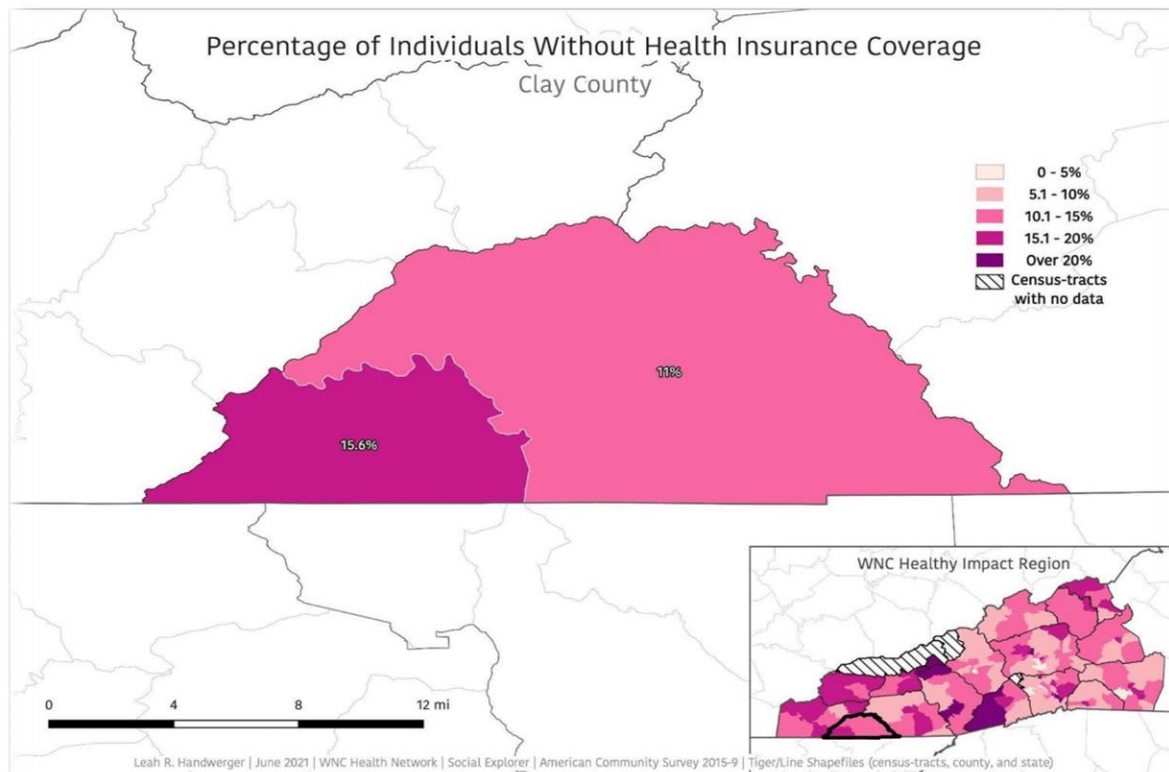 Percentage of Individuals Without Health Insurance Coverage
Clay County
0 - 5%
5.1 - 10%
10.1 - 15%
15.1 - 20%
Over 20%
Census-tracts
with no data
11%
15.6%
WNC Healthy Impact Region
0 4 8 12 mi
Leah R. Handwerger | June 2021 | WNC Health Network | Social Explorer | American Community Survey 2015-9 | Tiger/Line Shapefiles (census-tracts, county, and state)